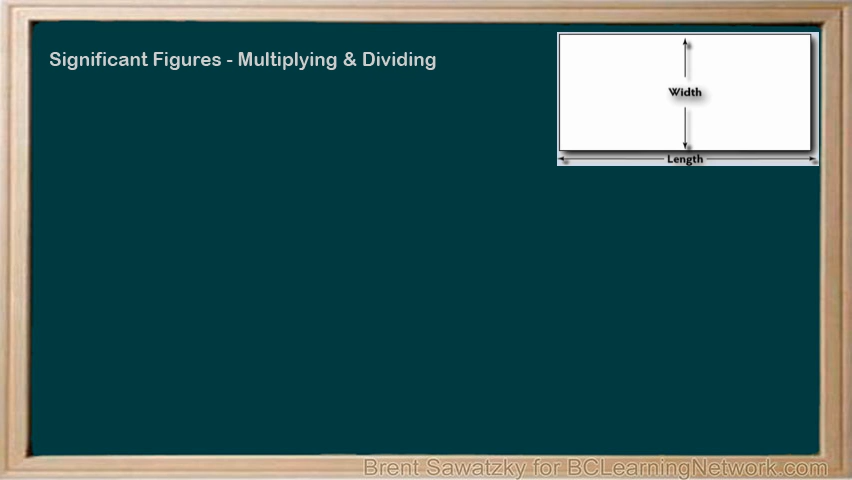 Significant Figures - Multiplying & Dividing
Width
Length
Brent Sawatzky for BCLearningNetwork.com